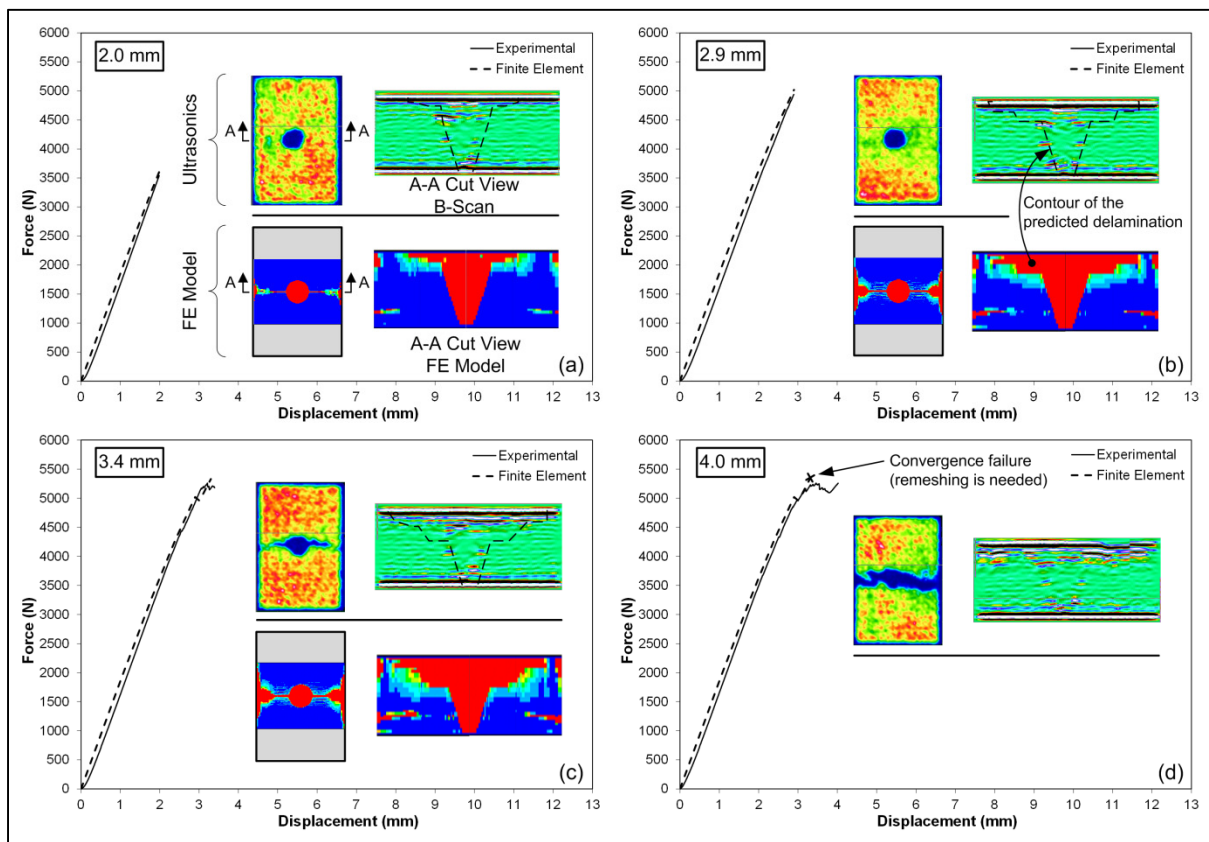 6000
5500
5000
4500
4000
3500
3000
2500
2000
1500
1000
500
0
Force (N)
2.0 mm
Experimental
Finite Element
Ultrasonics
A
A
A-A Cut View
B-Scan
FE Model
A
A
A-A Cut View
FE Model
(a)
0 1 2 3 4 5 6 7 8 9 10 11 12 13
Displacement (mm)
6000
5500
5000
4500
4000
3500
3000
2500
2000
1500
1000
500
0
Force (N)
2.9 mm
Experimental
Finite Element
Contour of the
predicted delamination
(b)
0 1 2 3 4 5 6 7 8 9 10 11 12 13
Displacement (mm)
6000
5500
5000
4500
4000
3500
3000
2500
2000
1500
1000
500
0
Force (N)
3.4 mm
Experimental
Finite Element
(c)
0 1 2 3 4 5 6 7 8 9 10 11 12 13
Displacement (mm)
6000
5500
5000
4500
4000
3500
3000
2500
2000
1500
1000
500
0
Force (N)
4.0 mm
Convergence failure
(remeshing is needed)
Experimental
Finite Element
(d)
0 1 2 3 4 5 6 7 8 9 10 11 12 13
Displacement (mm)